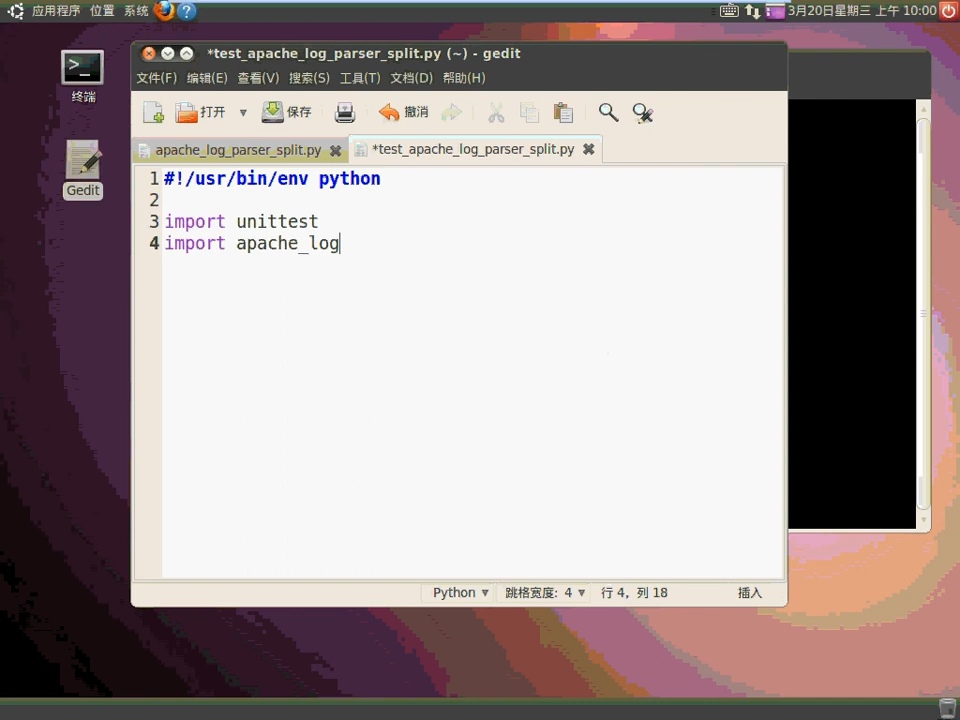 应用程序 位置 系统 3月20日星期三 上午 10:00
终端
Gedit
*test_apache_log_parser_split.py (~) - gedit
文件(F) 编辑(E) 查看(V) 搜索(S) 工具(T) 文档(D) 帮助(H)
打开 保存 撤消
apache_log_parser_split.py *test_apache_log_parser_split.py
1 #!/usr/bin/env python
2
3 import unittest
4 import apache_log
Python 跳格宽度: 4 行 4，列 18 插入